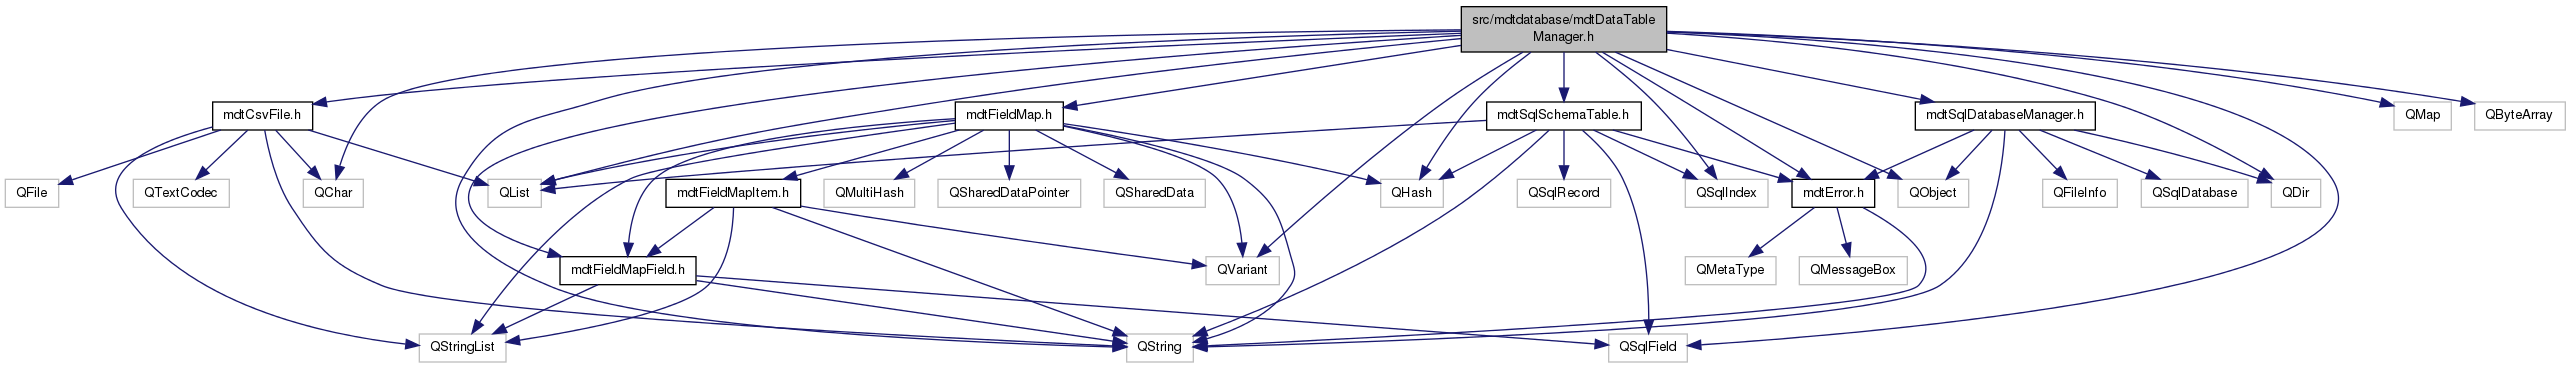 src/mdtdatabase/mdtDataTable
Manager.h
mdtCsvFile.h
mdtFieldMap.h
mdtSqlSchemaTable.h
mdtSqlDatabaseManager.h
QMap
QByteArray
QFile
QTextCodec
QChar
QList
mdtFieldMapItem.h
QMultiHash
QSharedDataPointer
QSharedData
QHash
QSqlRecord
QSqlIndex
mdtError.h
QObject
QFileInfo
QSqlDatabase
QDir
mdtFieldMapField.h
QVariant
QMetaType
QMessageBox
QStringList
QString
QSqlField